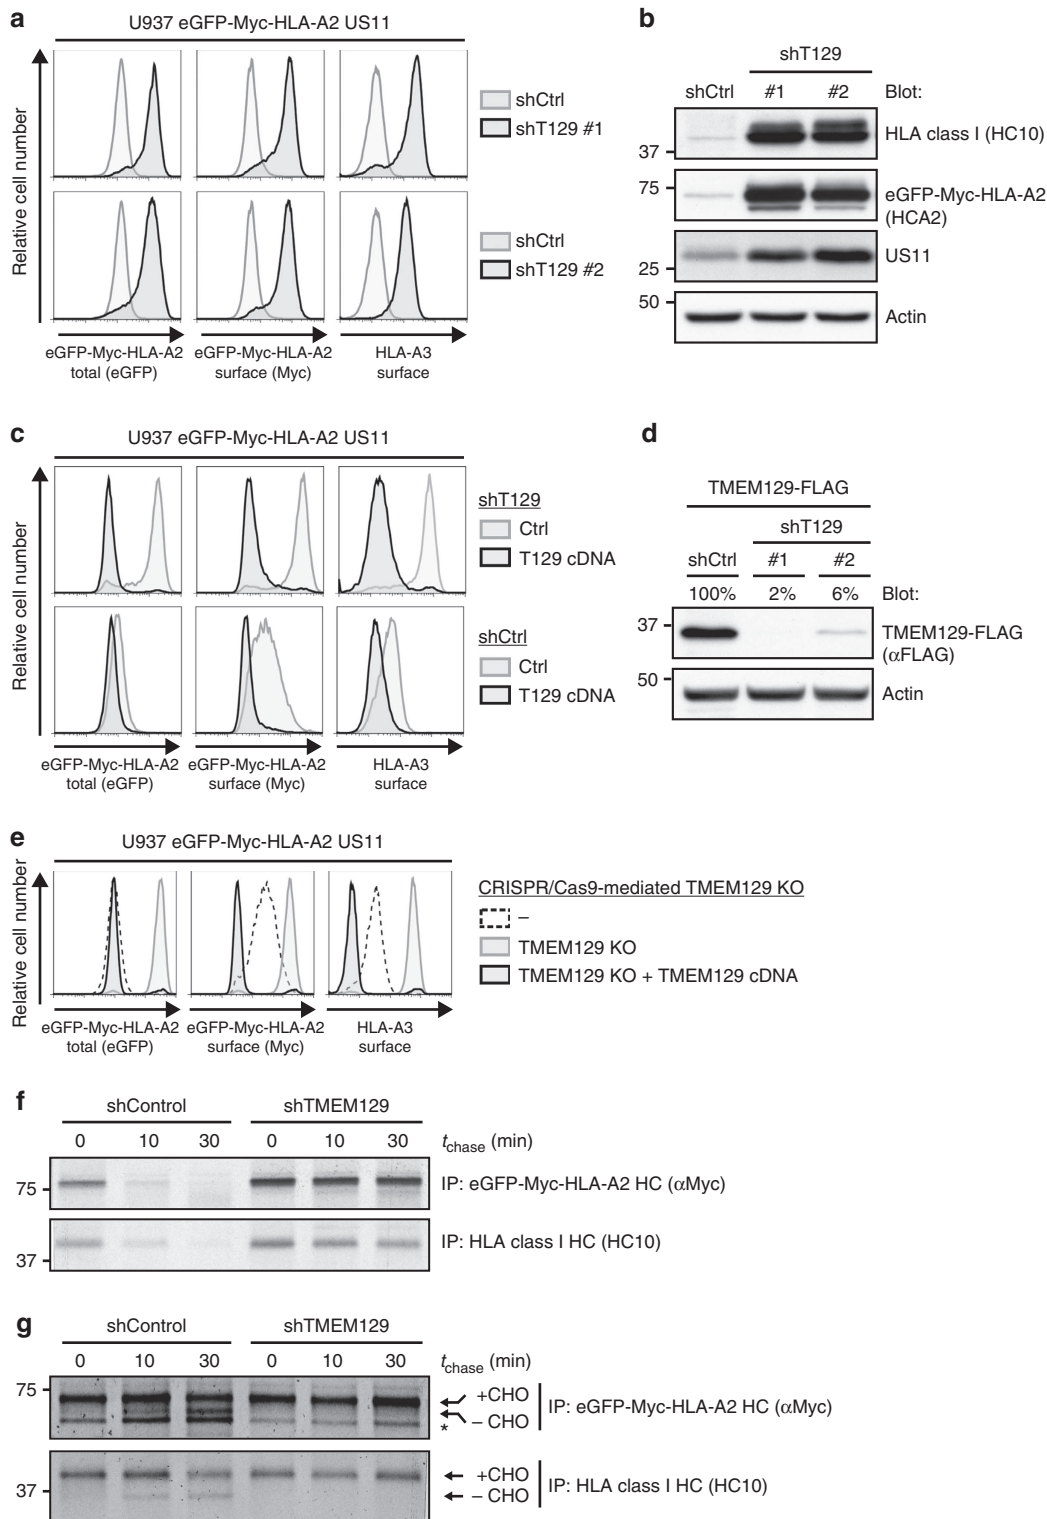 a
U937 eGFP-Myc-HLA-A2 US11
Relative cell number
Relative cell number
shCtrl
shT129 #1
shCtrl
shT129 #2
eGFP-Myc-HLA-A2
total (eGFP)
eGFP-Myc-HLA-A2
surface (Myc)
HLA-A3
surface
b
shT129
shCtrl #1 #2 Blot:
37
HLA class I (HC10)
75
eGFP-Myc-HLA-A2
(HCA2)
25
US11
50
Actin
c
U937 eGFP-Myc-HLA-A2 US11
Relative cell number
Relative cell number
shT129
Ctrl
T129 cDNA
shCtrl
Ctrl
T129 cDNA
eGFP-Myc-HLA-A2
total (eGFP)
eGFP-Myc-HLA-A2
surface (Myc)
HLA-A3
surface
d
TMEM129-FLAG
shT129
shCtrl #1 #2
100% 2% 6% Blot:
37
TMEM129-FLAG
(αFLAG)
50
Actin
e
U937 eGFP-Myc-HLA-A2 US11
Relative cell number
CRISPR/Cas9-mediated TMEM129 KO
–
TMEM129 KO
TMEM129 KO + TMEM129 cDNA
eGFP-Myc-HLA-A2
total (eGFP)
eGFP-Myc-HLA-A2
surface (Myc)
HLA-A3
surface
f
shControl shTMEM129
0 10 30 0 10 30 tchase (min)
75
IP: eGFP-Myc-HLA-A2 HC (αMyc)
IP: HLA class I HC (HC10)
37
g
shControl shTMEM129
0 10 30 0 10 30 tchase (min)
75
+CHO
– CHO
*
IP: eGFP-Myc-HLA-A2 HC (αMyc)
+CHO
37
– CHO
IP: HLA class I HC (HC10)